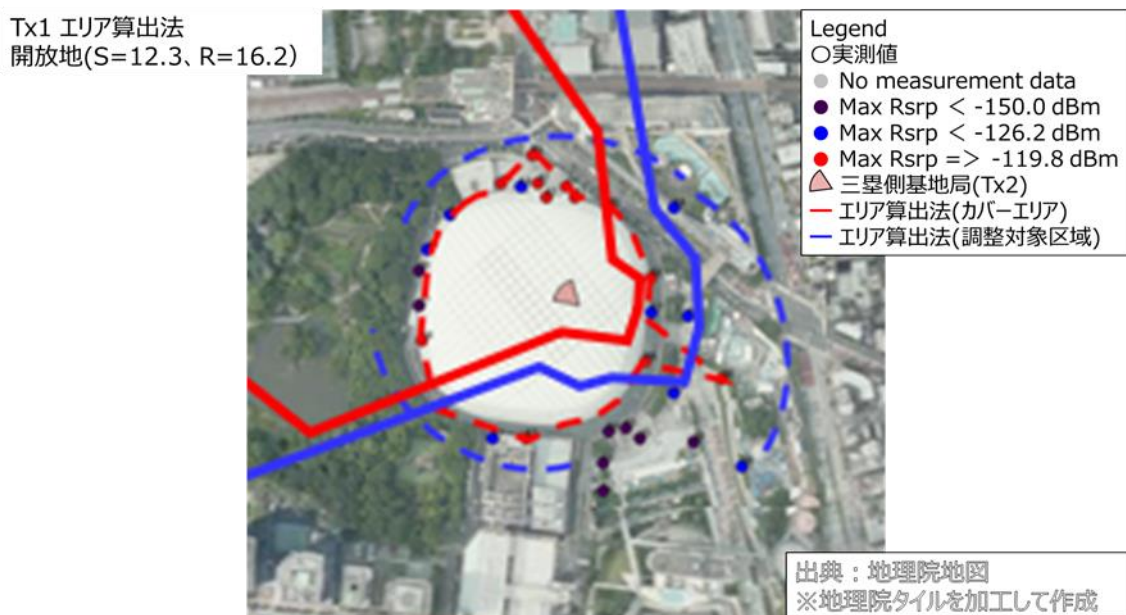 Tx1 エリア算出法
開放地(S=12.3、R=16.2)
Legend
〇実測値
No measurement data
Max Rsrp < -150.0 dBm
Max Rsrp < -126.2 dBm
Max Rsrp => -119.8 dBm
三塁側基地局(Tx2)
エリア算出法(カバーエリア)
エリア算出法(調整対象区域)
出典：地理院地図
※地理院タイルを加工して作成